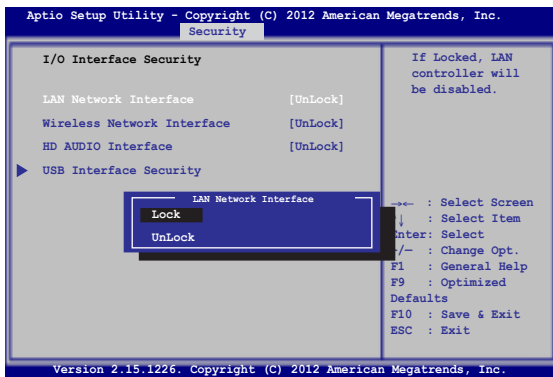 Aptio Setup Utility - Copyright (C) 2012 American Megatrends, Inc.
Security
I/O Interface Security
LAN Network Interface [UnLock]
Wireless Network Interface [UnLock]
HD AUDIO Interface [UnLock]
USB Interface Security
If Locked, LAN
controller will
be disabled.
LAN Network Interface
Lock
UnLock
→← : Select Screen
↓ : Select Item
Enter: Select
/— : Change Opt.
F1 : General Help
F9 : Optimized
Defaults
F10 : Save & Exit
ESC : Exit
Version 2.15.1226. Copyright (C) 2012 American Megatrends, Inc.